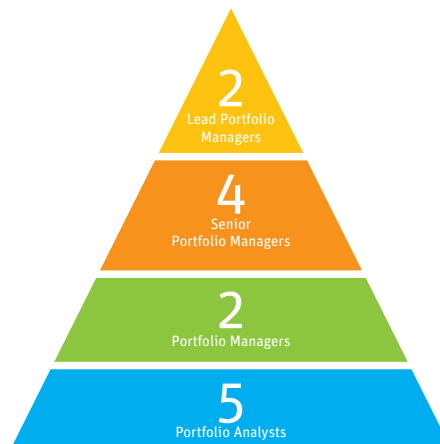 2
Lead Portfolio
Managers
4
Senior
Portfolio Managers
2
Portfolio Managers
5
Portfolio Analysts